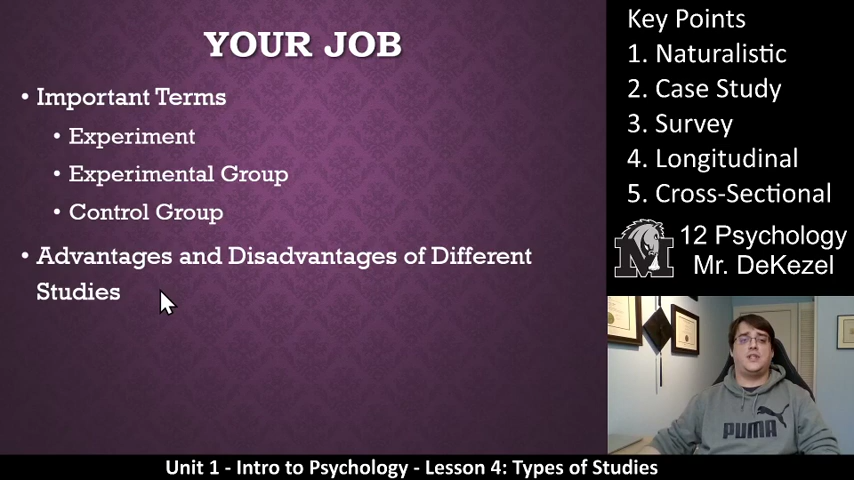 YOUR JOB
• Important Terms
• Experiment
• Experimental Group
• Control Group
• Advantages and Disadvantages of Different
Studies
Key Points
1. Naturalistic
2. Case Study
3. Survey
4. Longitudinal
5. Cross-Sectional
M
12 Psychology
Mr. DeKezel
PUMA
Unit 1 - Intro to Psychology - Lesson 4: Types of Studies